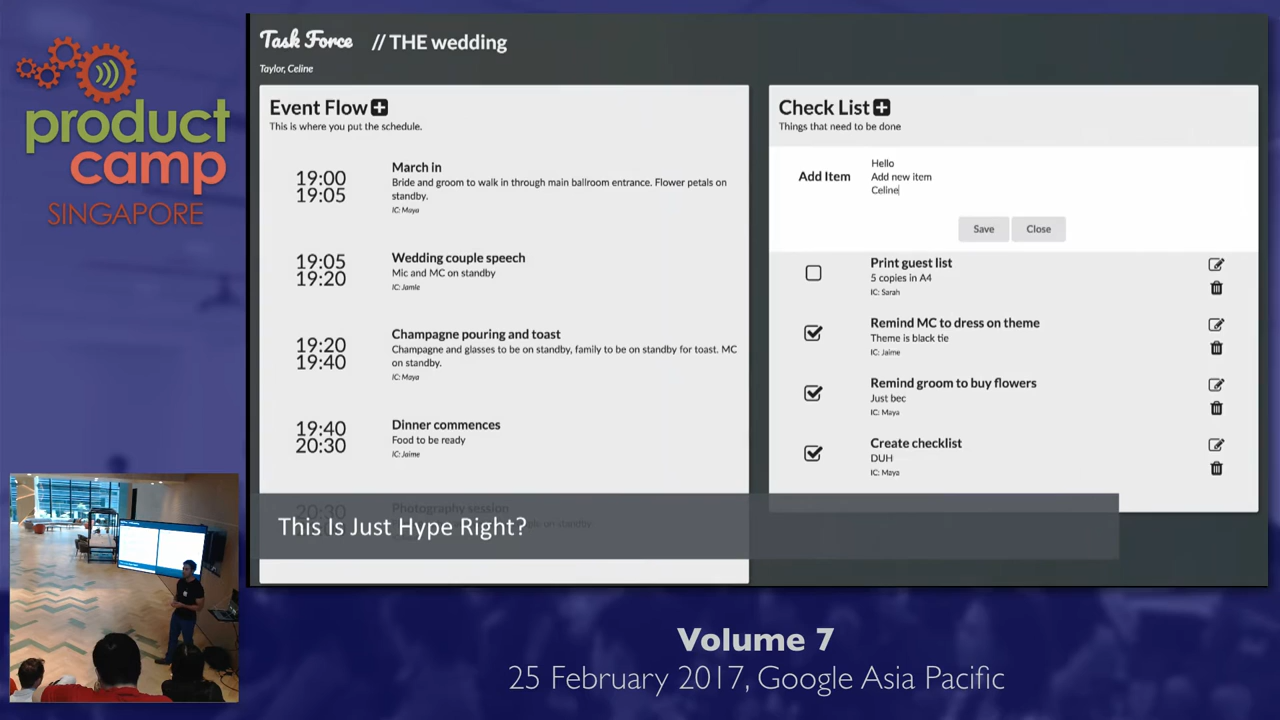 product
camp
SINGAPORE
Task Force // THE wedding
Taylor, Celine
Event Flow
This is where you put the schedule.
19:00
19:05
March in
Bride and groom to walk in through main ballroom entrance. Flower petals on
standby.
IC: Maya
19:05
19:20
Wedding couple speech
Mic and MC on standby
IC: Jamie
19:20
19:40
Champagne pouring and toast
Champagne and glasses to be on standby, family to be on standby for toast. MC
on standby.
IC: Maya
19:40
20:30
Dinner commences
Food to be ready
IC: Jaime
20:30
Photography session
on standby.
Check List
Things that need to be done
Add Item
Hello
Add new item
Celine
Save
Close
Print guest list
5 copies in A4
IC: Sarah
Remind MC to dress on theme
Theme is black tie
IC: Jaime
Remind groom to buy flowers
Just bec
IC: Maya
Create checklist
DUH
IC: Maya
This Is Just Hype Right?
Volume 7
25 February 2017, Google Asia Pacific